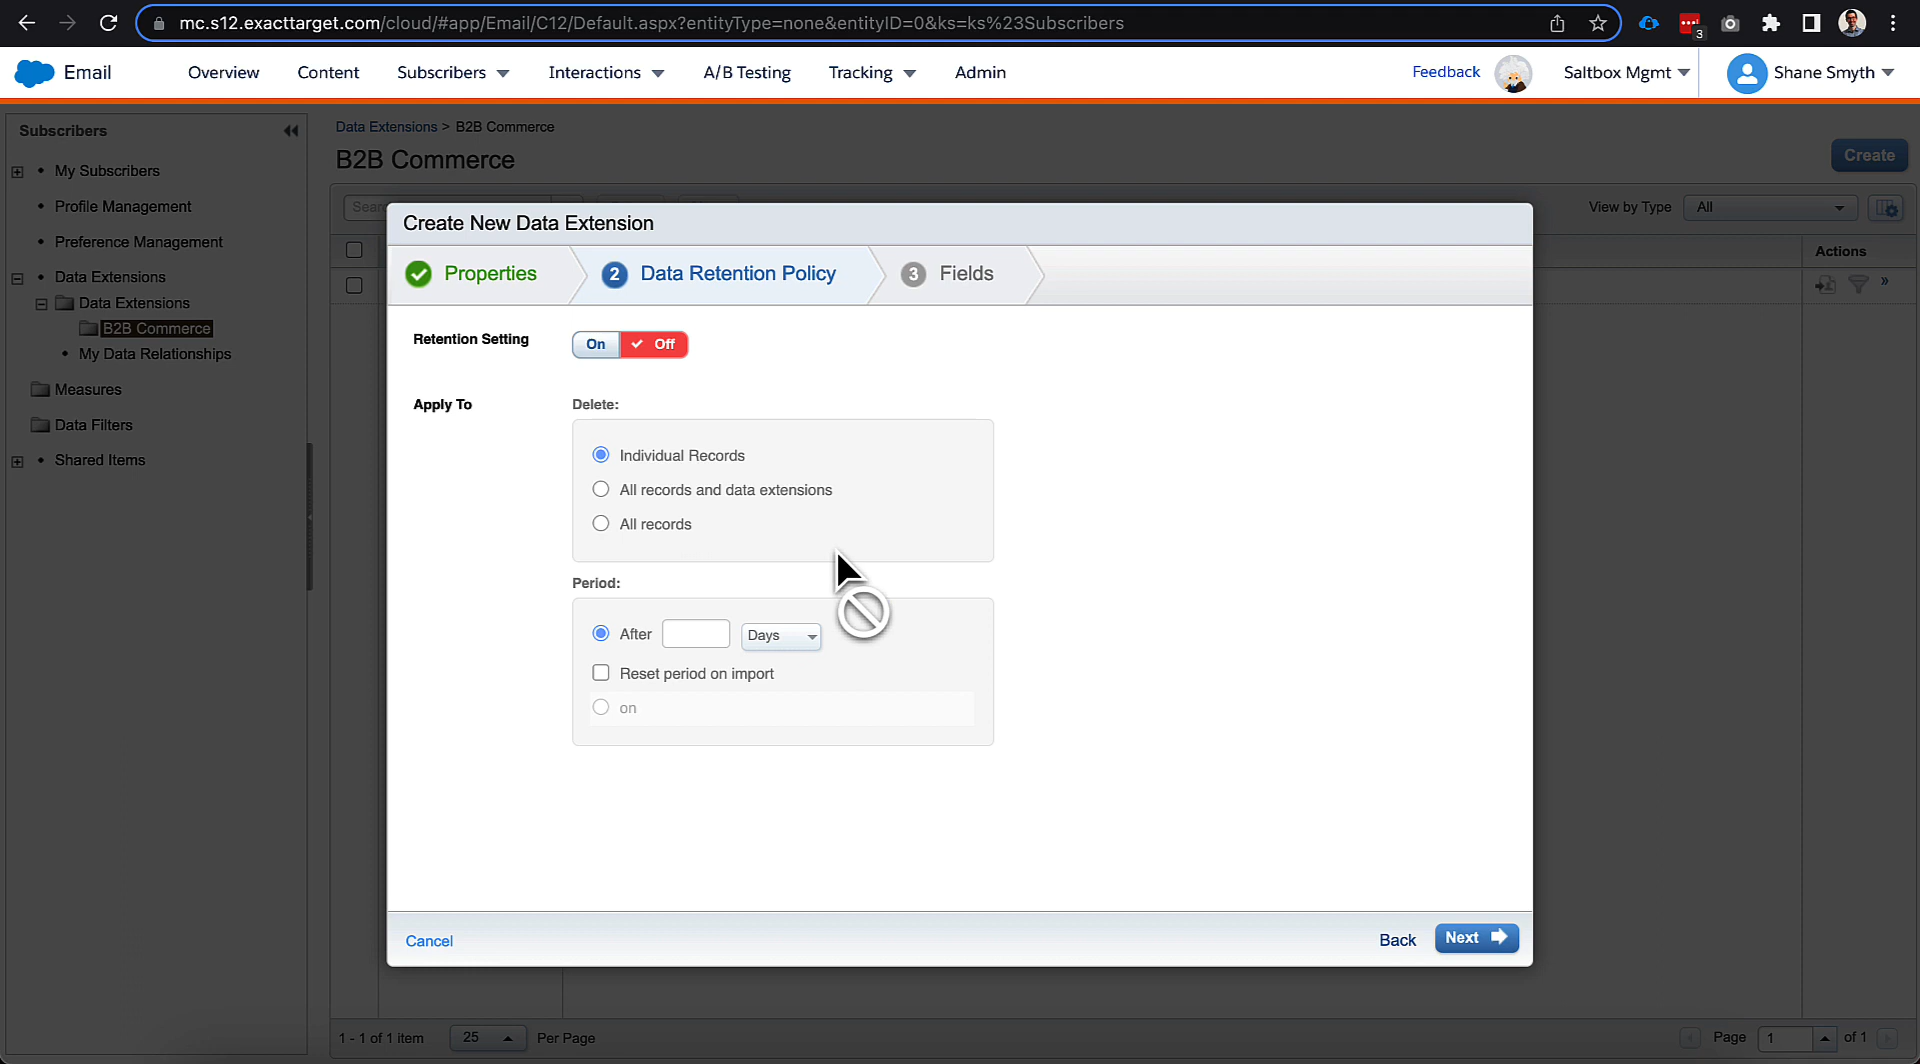 mc.s12.exacttarget.com/cloud/#app/Email/C12/Default.aspx?entityType=none&entityID=0&ks=ks%23Subscribers
3
Email
Overview
Content
Subscribers
Interactions
A/B Testing
Tracking
Admin
Feedback
Saltbox Mgmt
Shane Smyth
Subscribers
My Subscribers
Profile Management
Preference Management
Data Extensions
Data Extensions
B2B Commerce
My Data Relationships
Measures
Data Filters
Shared Items
Data Extensions > B2B Commerce
B2B Commerce
Create
View by Type
All
Actions
»
Create New Data Extension
Properties
2 Data Retention Policy
3 Fields
Retention Setting
On
Off
Apply To
Delete:
Individual Records
All records and data extensions
All records
Period:
After
Days
Reset period on import
on
Cancel
Back
Next
1 - 1 of 1 item
25
Per Page
Page
1
of 1